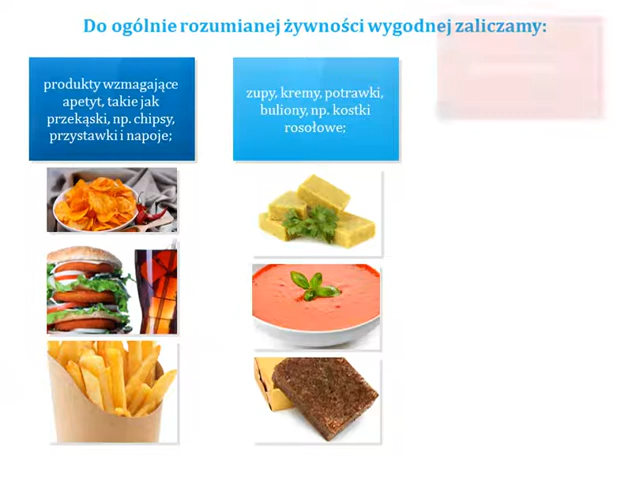 Do ogólnie rozumianej żywności wygodnej zaliczamy:
produkty wzmagające
apetyt, takie jak
przekąski, np. chipsy,
przystawki i napoje;
zupy, kremy, potrawki,
buliony, np. kostki
rosołowe;